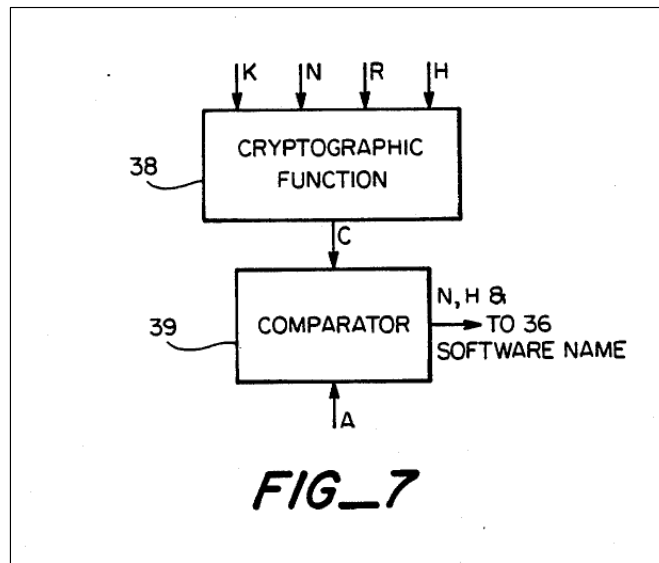 K N R H
38
CRYPTOGRAPHIC
FUNCTION
C
39
COMPARATOR
N, H &
TO 36
SOFTWARE NAME
A
FIG_7